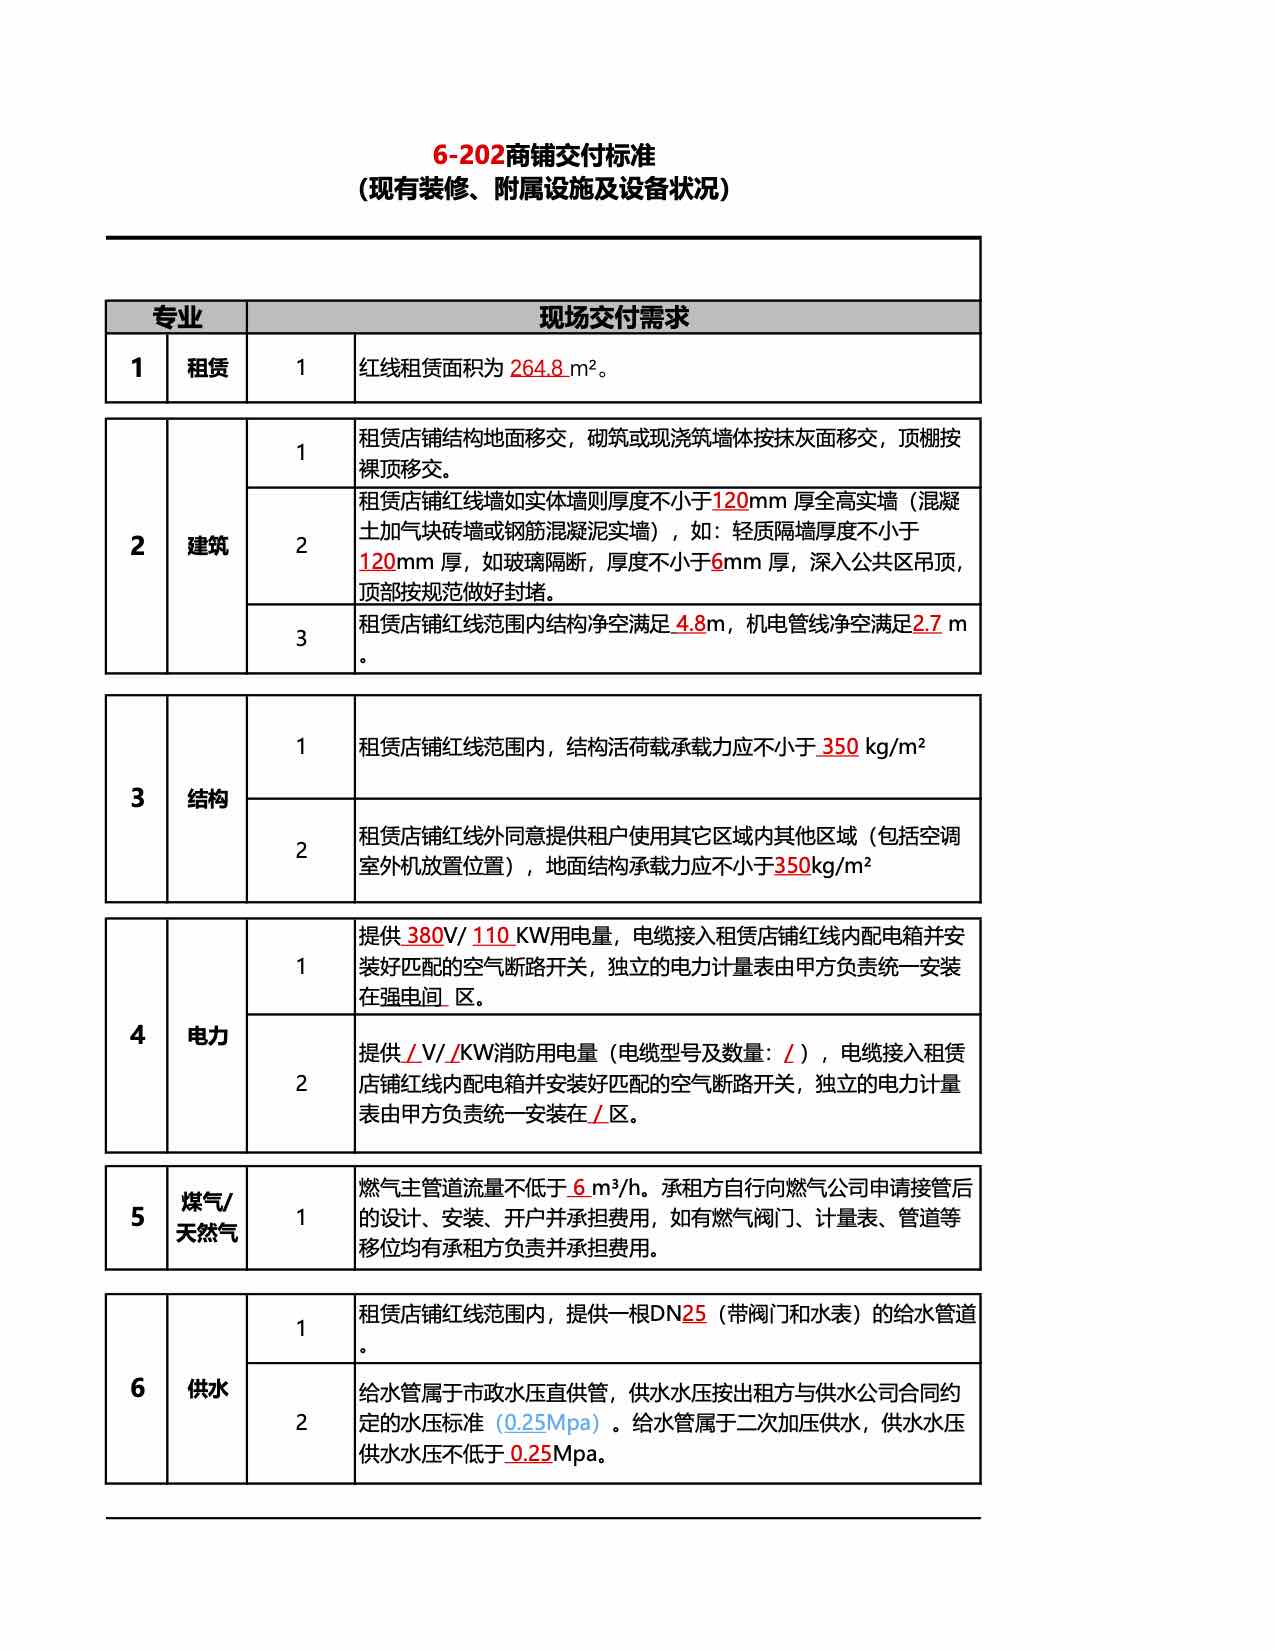 6-202商铺交付标准
（现有装修、附属设施及设备状况）
专业 现场交付需求
1 租赁 1 红线租赁面积为 264.8 m²。
2 建筑
1
租赁店铺结构地面移交，砌筑或现浇筑墙体按抹灰面移交，顶棚按
裸顶移交。
2
租赁店铺红线墙如实体墙则厚度不小于120mm 厚全高实墙（混凝
土加气块砖墙或钢筋混凝泥实墙），如：轻质隔墙厚度不小于
120mm 厚，如玻璃隔断，厚度不小于6mm 厚，深入公共区吊顶，
顶部按规范做好封堵。
3
租赁店铺红线范围内结构净空满足 4.8m，机电管线净空满足2.7 m
。
3 结构
1
租赁店铺红线范围内，结构活荷载承载力应不小于 350 kg/m²
2
租赁店铺红线外同意提供租户使用其它区域内其他区域（包括空调
室外机放置位置），地面结构承载力应不小于350kg/m²
4 电力
1
提供 380V/ 110 KW用电量，电缆接入租赁店铺红线内配电箱并安
装好匹配的空气断路开关，独立的电力计量表由甲方负责统一安装
在强电间 区。
2
提供 / V/ /KW消防用电量（电缆型号及数量：/ ），电缆接入租赁
店铺红线内配电箱并安装好匹配的空气断路开关，独立的电力计量
表由甲方负责统一安装在 / 区。
5
煤气/
天然气
1
燃气主管道流量不低于 6 m³/h。承租方自行向燃气公司申请接管后
的设计、安装、开户并承担费用，如有燃气阀门、计量表、管道等
移位均有承租方负责并承担费用。
6 供水
1
租赁店铺红线范围内，提供一根DN25（带阀门和水表）的给水管道
。
2
给水管属于市政水压直供管，供水水压按出租方与供水公司合同约
定的水压标准（0.25Mpa）。给水管属于二次加压供水，供水水压
供水水压不低于 0.25Mpa。